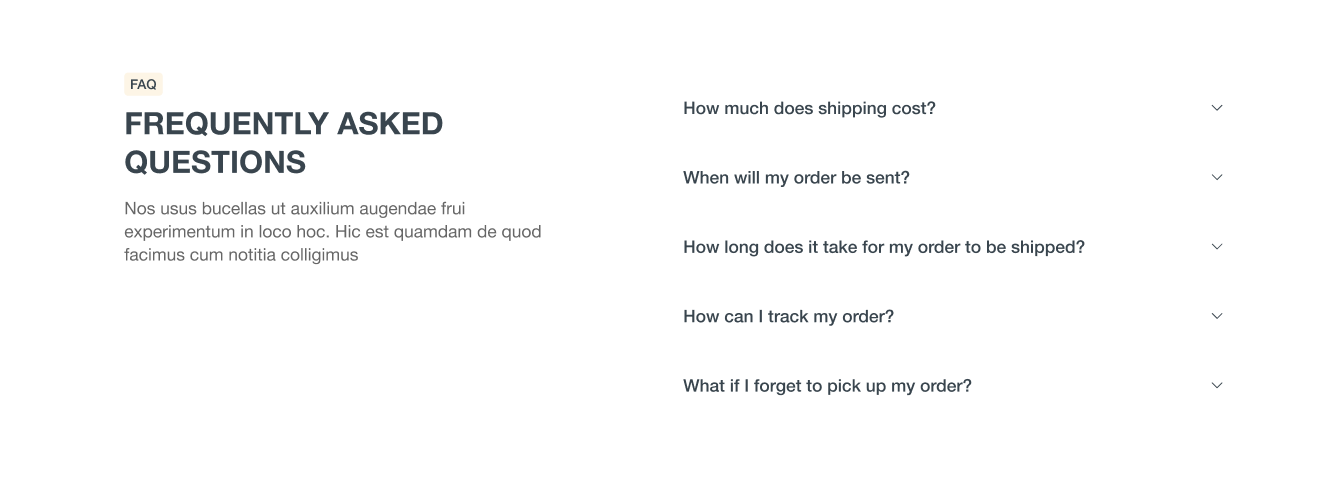 FAQ
FREQUENTLY ASKED
QUESTIONS
Nos usus bucellas ut auxilium augendae frui
experimentum in loco hoc. Hic est quamdam de quod
facimus cum notitia colligimus
How much does shipping cost?
When will my order be sent?
How long does it take for my order to be shipped?
How can I track my order?
What if I forget to pick up my order?